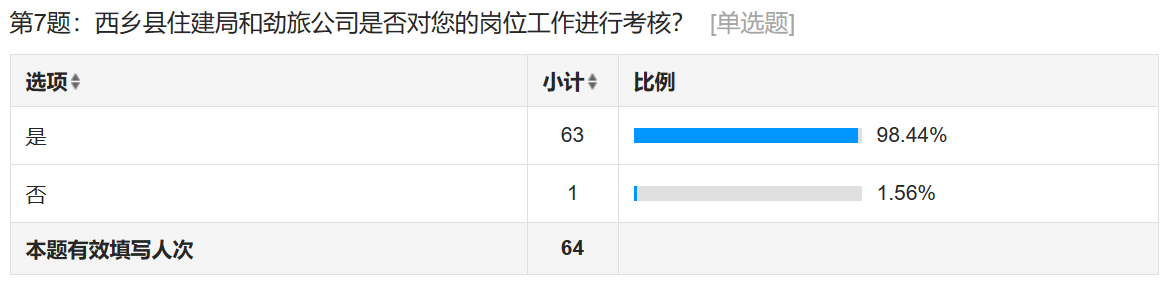 第7题：西乡县住建局和劲旅公司是否对您的岗位工作进行考核? [单选题]
选项 小计 比例
是 63 98.44%
否 1 1.56%
本题有效填写人次 64